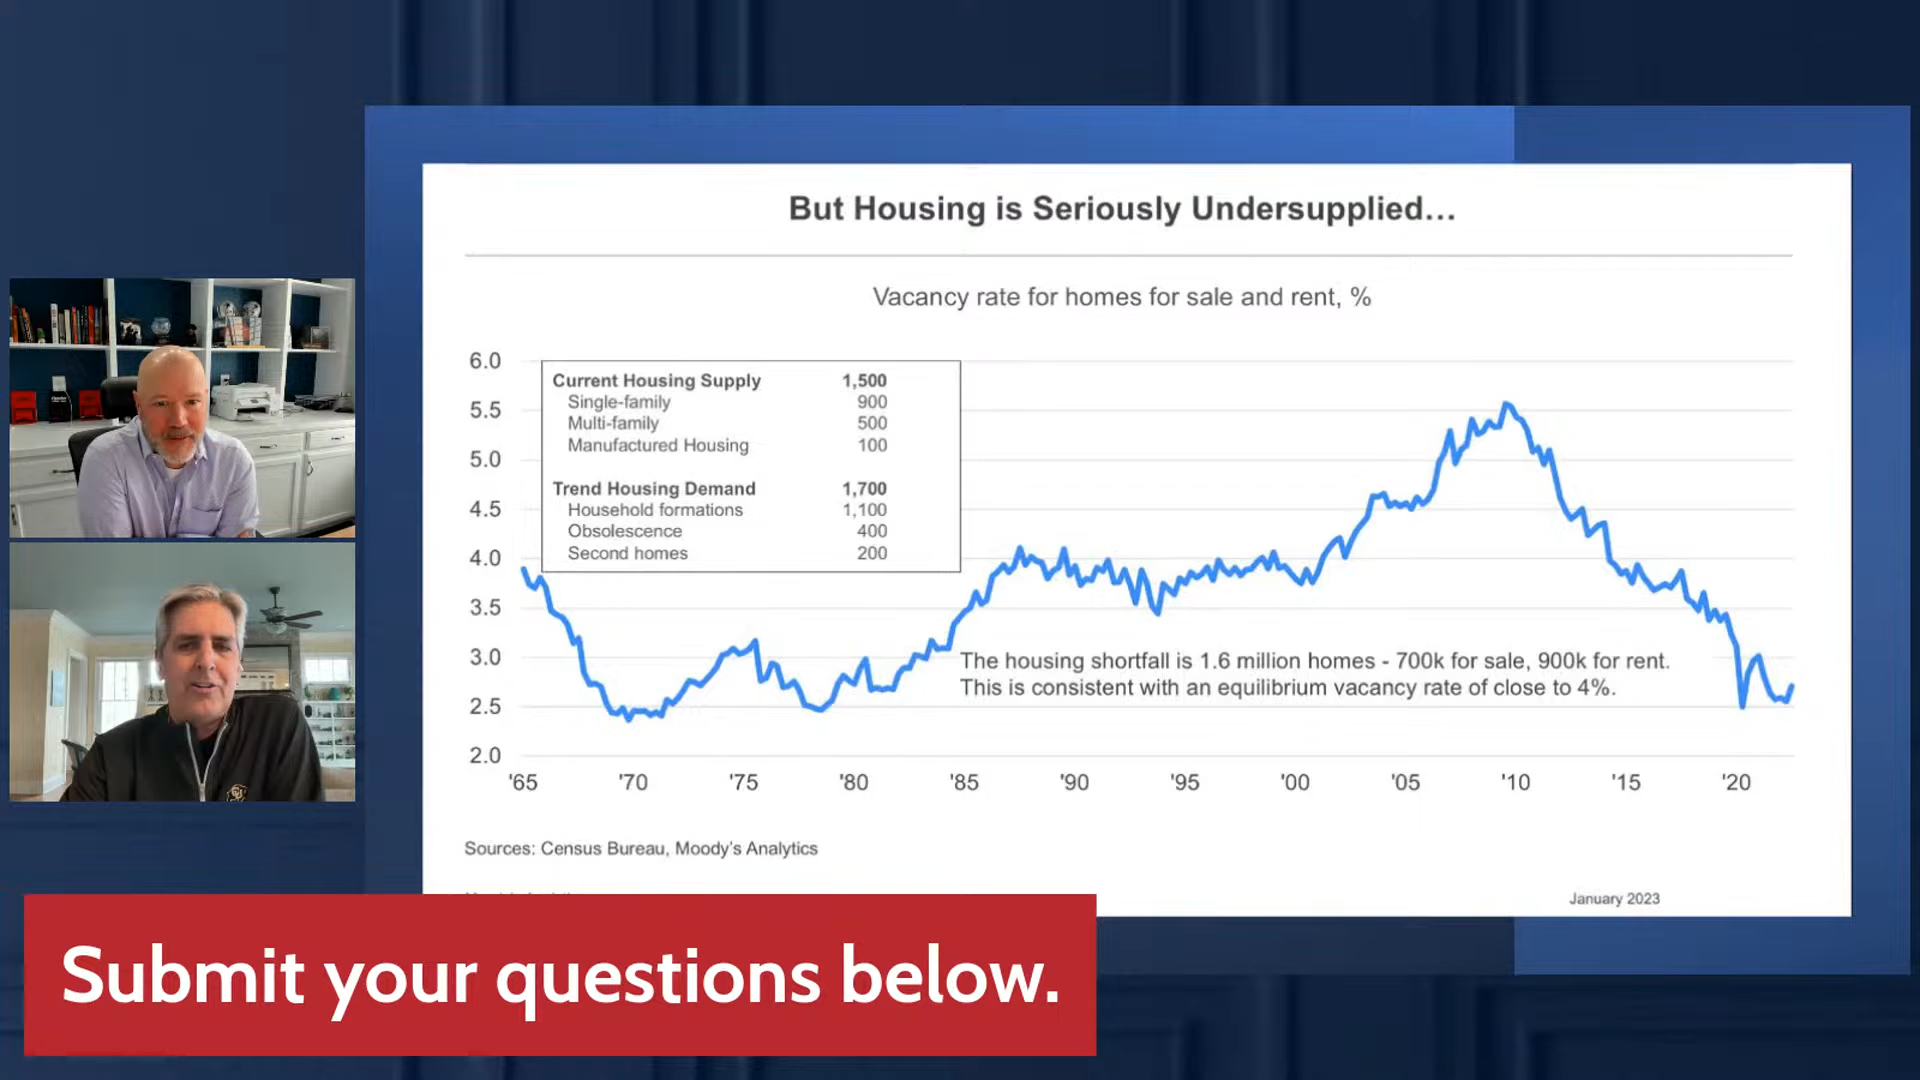 But Housing is Seriously Undersupplied...
Vacancy rate for homes for sale and rent, %
6.0
5.5
5.0
4.5
4.0
3.5
3.0
2.5
2.0
Current Housing Supply 1,500
Single-family 900
Multi-family 500
Manufactured Housing 100
Trend Housing Demand 1,700
Household formations 1,100
Obsolescence 400
Second homes 200
The housing shortfall is 1.6 million homes - 700k for sale, 900k for rent.
This is consistent with an equilibrium vacancy rate of close to 4%.
'65 '70 '75 '80 '85 '90 '95 '00 '05 '10 '15 '20
Sources: Census Bureau, Moody's Analytics
January 2023
Submit your questions below.